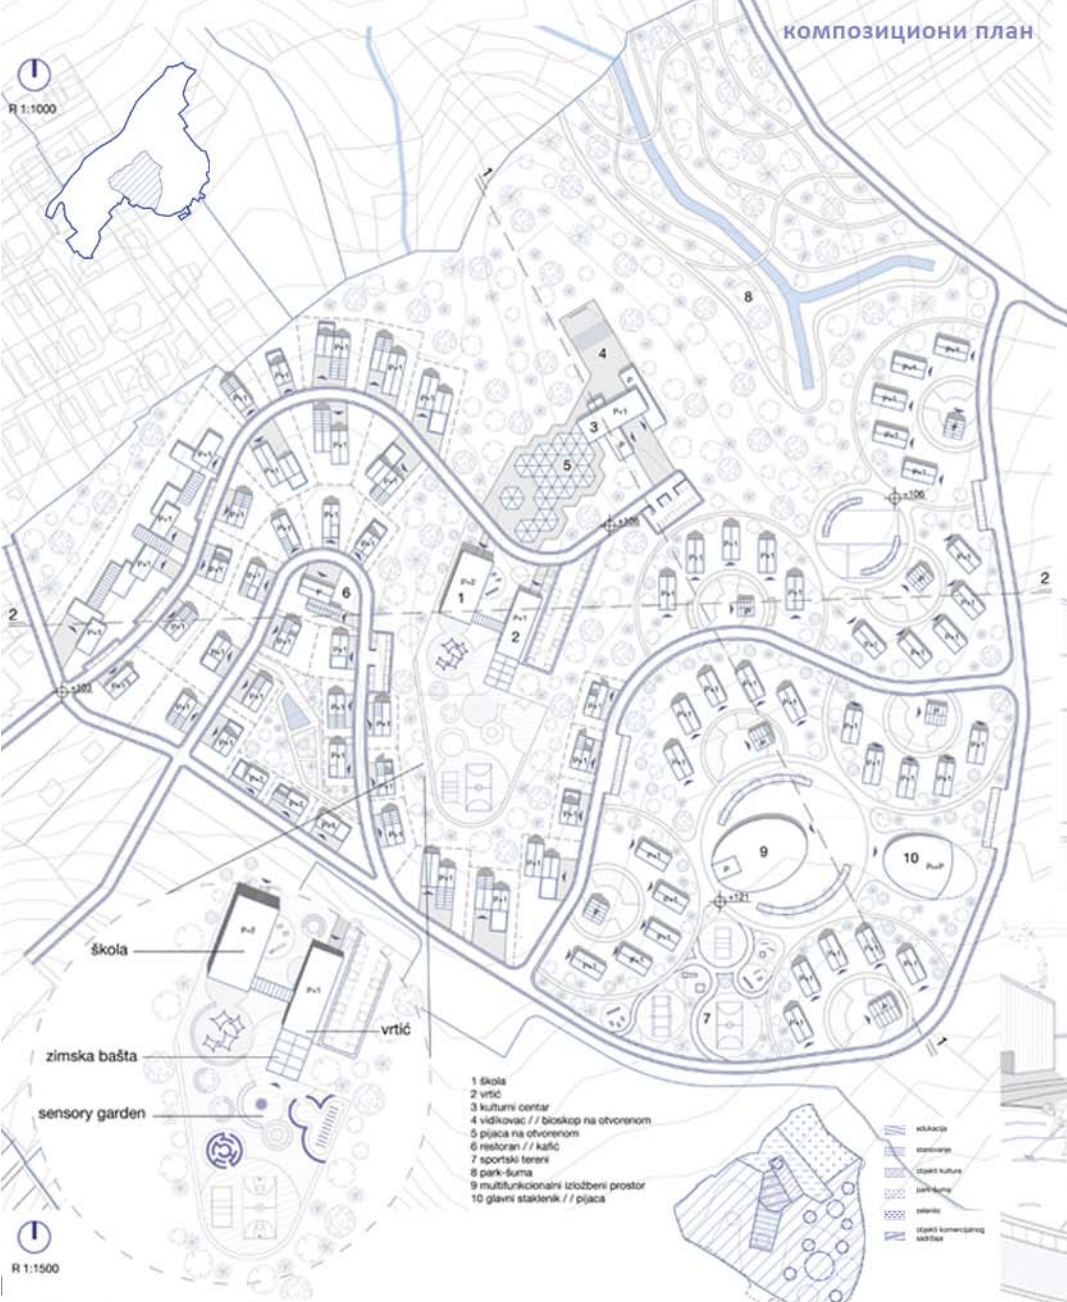 композициони план
R 1:1000
1
8
4
3
5
+106
+106
2
6
1
2
2
+103
9
10
+121
7
1
škola
vrtić
zimska bašta
sensory garden
R 1:1500
1 škola
2 vrtić
3 kulturni centar
4 vidikovac / / bioskop na otvorenom
5 pijaca na otvorenom
6 restoran / / kafić
7 sportski tereni
8 park-šuma
9 multifunkcionalni izložbeni prostor
10 glavni staklenik / / pijaca
edukacija
stanovanje
objekti kulture
park-šuma
zelenilo
objekti komercijalnog
sadržaja